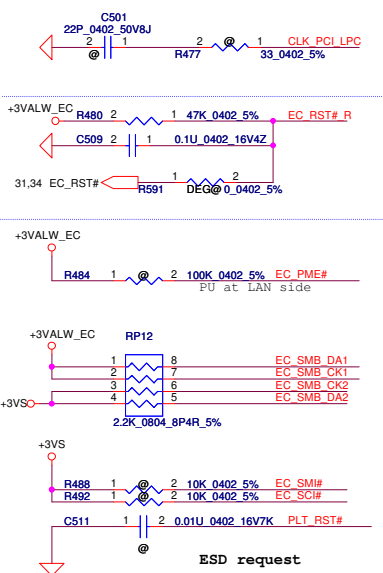 C501
22P_0402_50V8J
2 1 2 1 CLK_PCI_LPC
@ @
R477 33_0402_5%
+3VALW_EC
R480 2 1 47K_0402_5% EC_RST#_R
C509 2 1 0.1U_0402_16V4Z
31,34 EC_RST# 1 2
R591 DEG@ 0_0402_5%
+3VALW_EC
R484 1 @ 2 100K_0402_5% EC_PME#
PU at LAN side
+3VALW_EC
RP12
1 8 EC_SMB_DA1
2 7 EC_SMB_CK1
3 6 EC_SMB_CK2
+3VS 4 5 EC_SMB_DA2
2.2K_0804_8P4R_5%
+3VS
R488 1 @ 2 10K_0402_5% EC_SMI#
R492 1 @ 2 10K_0402_5% EC_SCI#
C511 1 2 0.01U_0402_16V7K PLT_RST#
@
ESD request